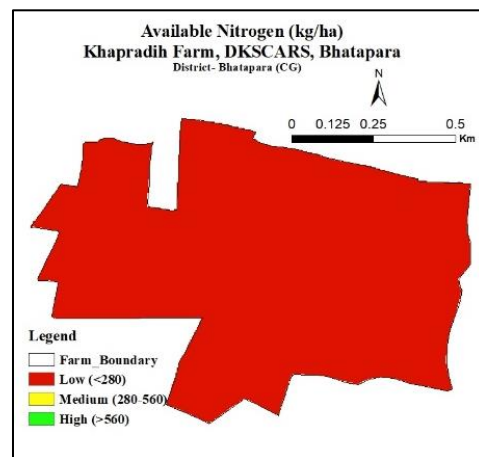 Available Nitrogen (kg/ha)
Khapradih Farm, DKSCARS, Bhatapara
District- Bhatapara (CG)
N
0 0.125 0.25 0.5
Km
Legend
Farm_Boundary
Low (<280)
Medium (280-560)
High (>560)